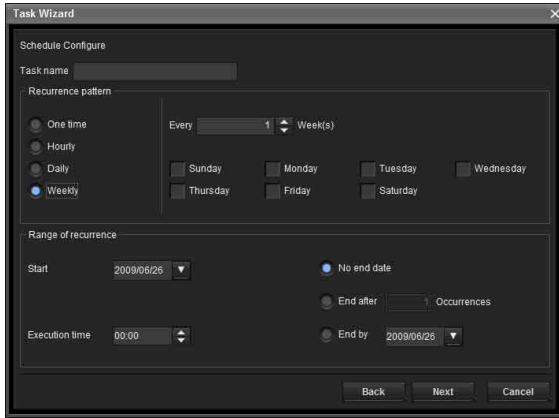 Task Wizard
Schedule Configure
Task name
Recurrence pattern
One time
Hourly
Daily
Weekly
Every 1 Week(s)
Sunday Monday Tuesday Wednesday
Thursday Friday Saturday
Range of recurrence
Start 2009/06/26
No end date
End after 1 Occurrences
Execution time 00:00
End by 2009/06/26
Back Next Cancel